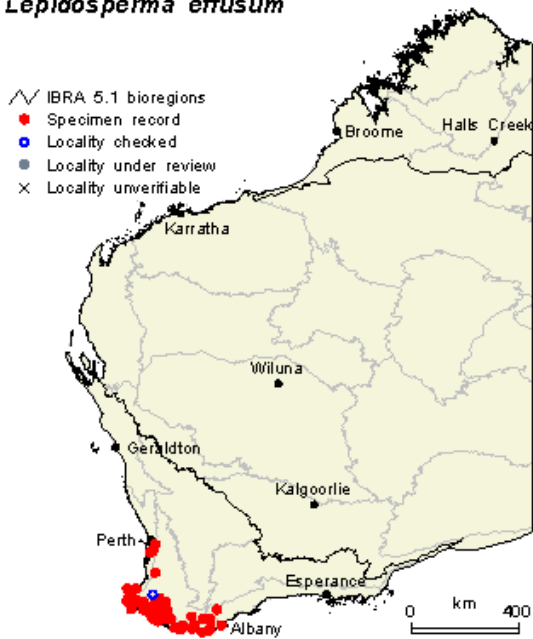 Lepidosperma effusum
IBRA 5.1 bioregions
Specimen record
Locality checked
Locality under review
× Locality unverifiable
Broome
Halls Creek
Karratha
Wiluna
Geraldton
Kalgoorlie
Perth
Esperance
Albany
km
0 400